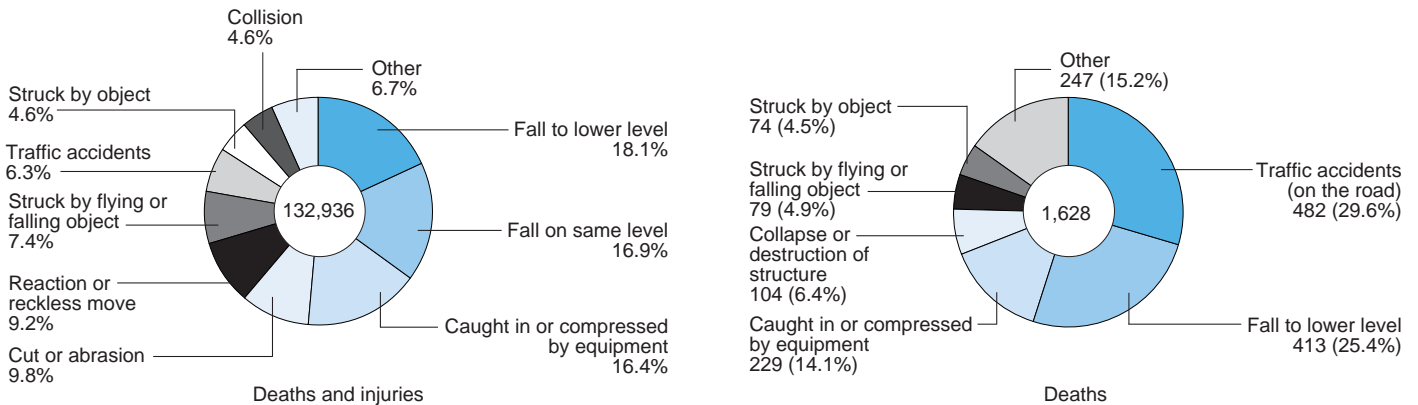 Collision
4.6%
Other
6.7%
Struck by object
4.6%
Traffic accidents
6.3%
Struck by flying or
falling object
7.4%
Reaction or
reckless move
9.2%
Cut or abrasion
9.8%
132,936
Fall to lower level
18.1%
Fall on same level
16.9%
Caught in or compressed
by equipment
16.4%
Deaths and injuries
Other
247 (15.2%)
Struck by object
74 (4.5%)
Struck by flying or
falling object
79 (4.9%)
Collapse or
destruction of
structure
104 (6.4%)
Caught in or compressed
by equipment
229 (14.1%)
1,628
Traffic accidents
(on the road)
482 (29.6%)
Fall to lower level
413 (25.4%)
Deaths